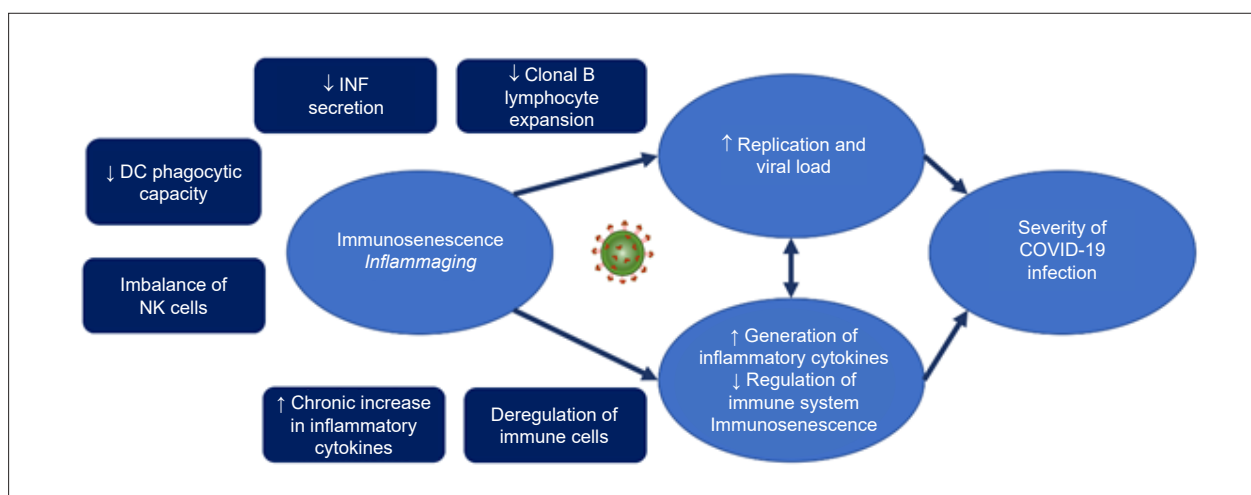 ↓ INF
secretion
↓ Clonal B
lymphocyte
expansion
↓ DC phagocytic
capacity
Imbalance of
NK cells
Immunosenescence
Inflammaging
↑ Chronic increase
in inflammatory
cytokines
Deregulation of
immune cells
↑ Replication and
viral load
↑ Generation of
inflammatory cytokines
↓ Regulation of
immune system
Immunosenescence
Severity of
COVID-19
infection